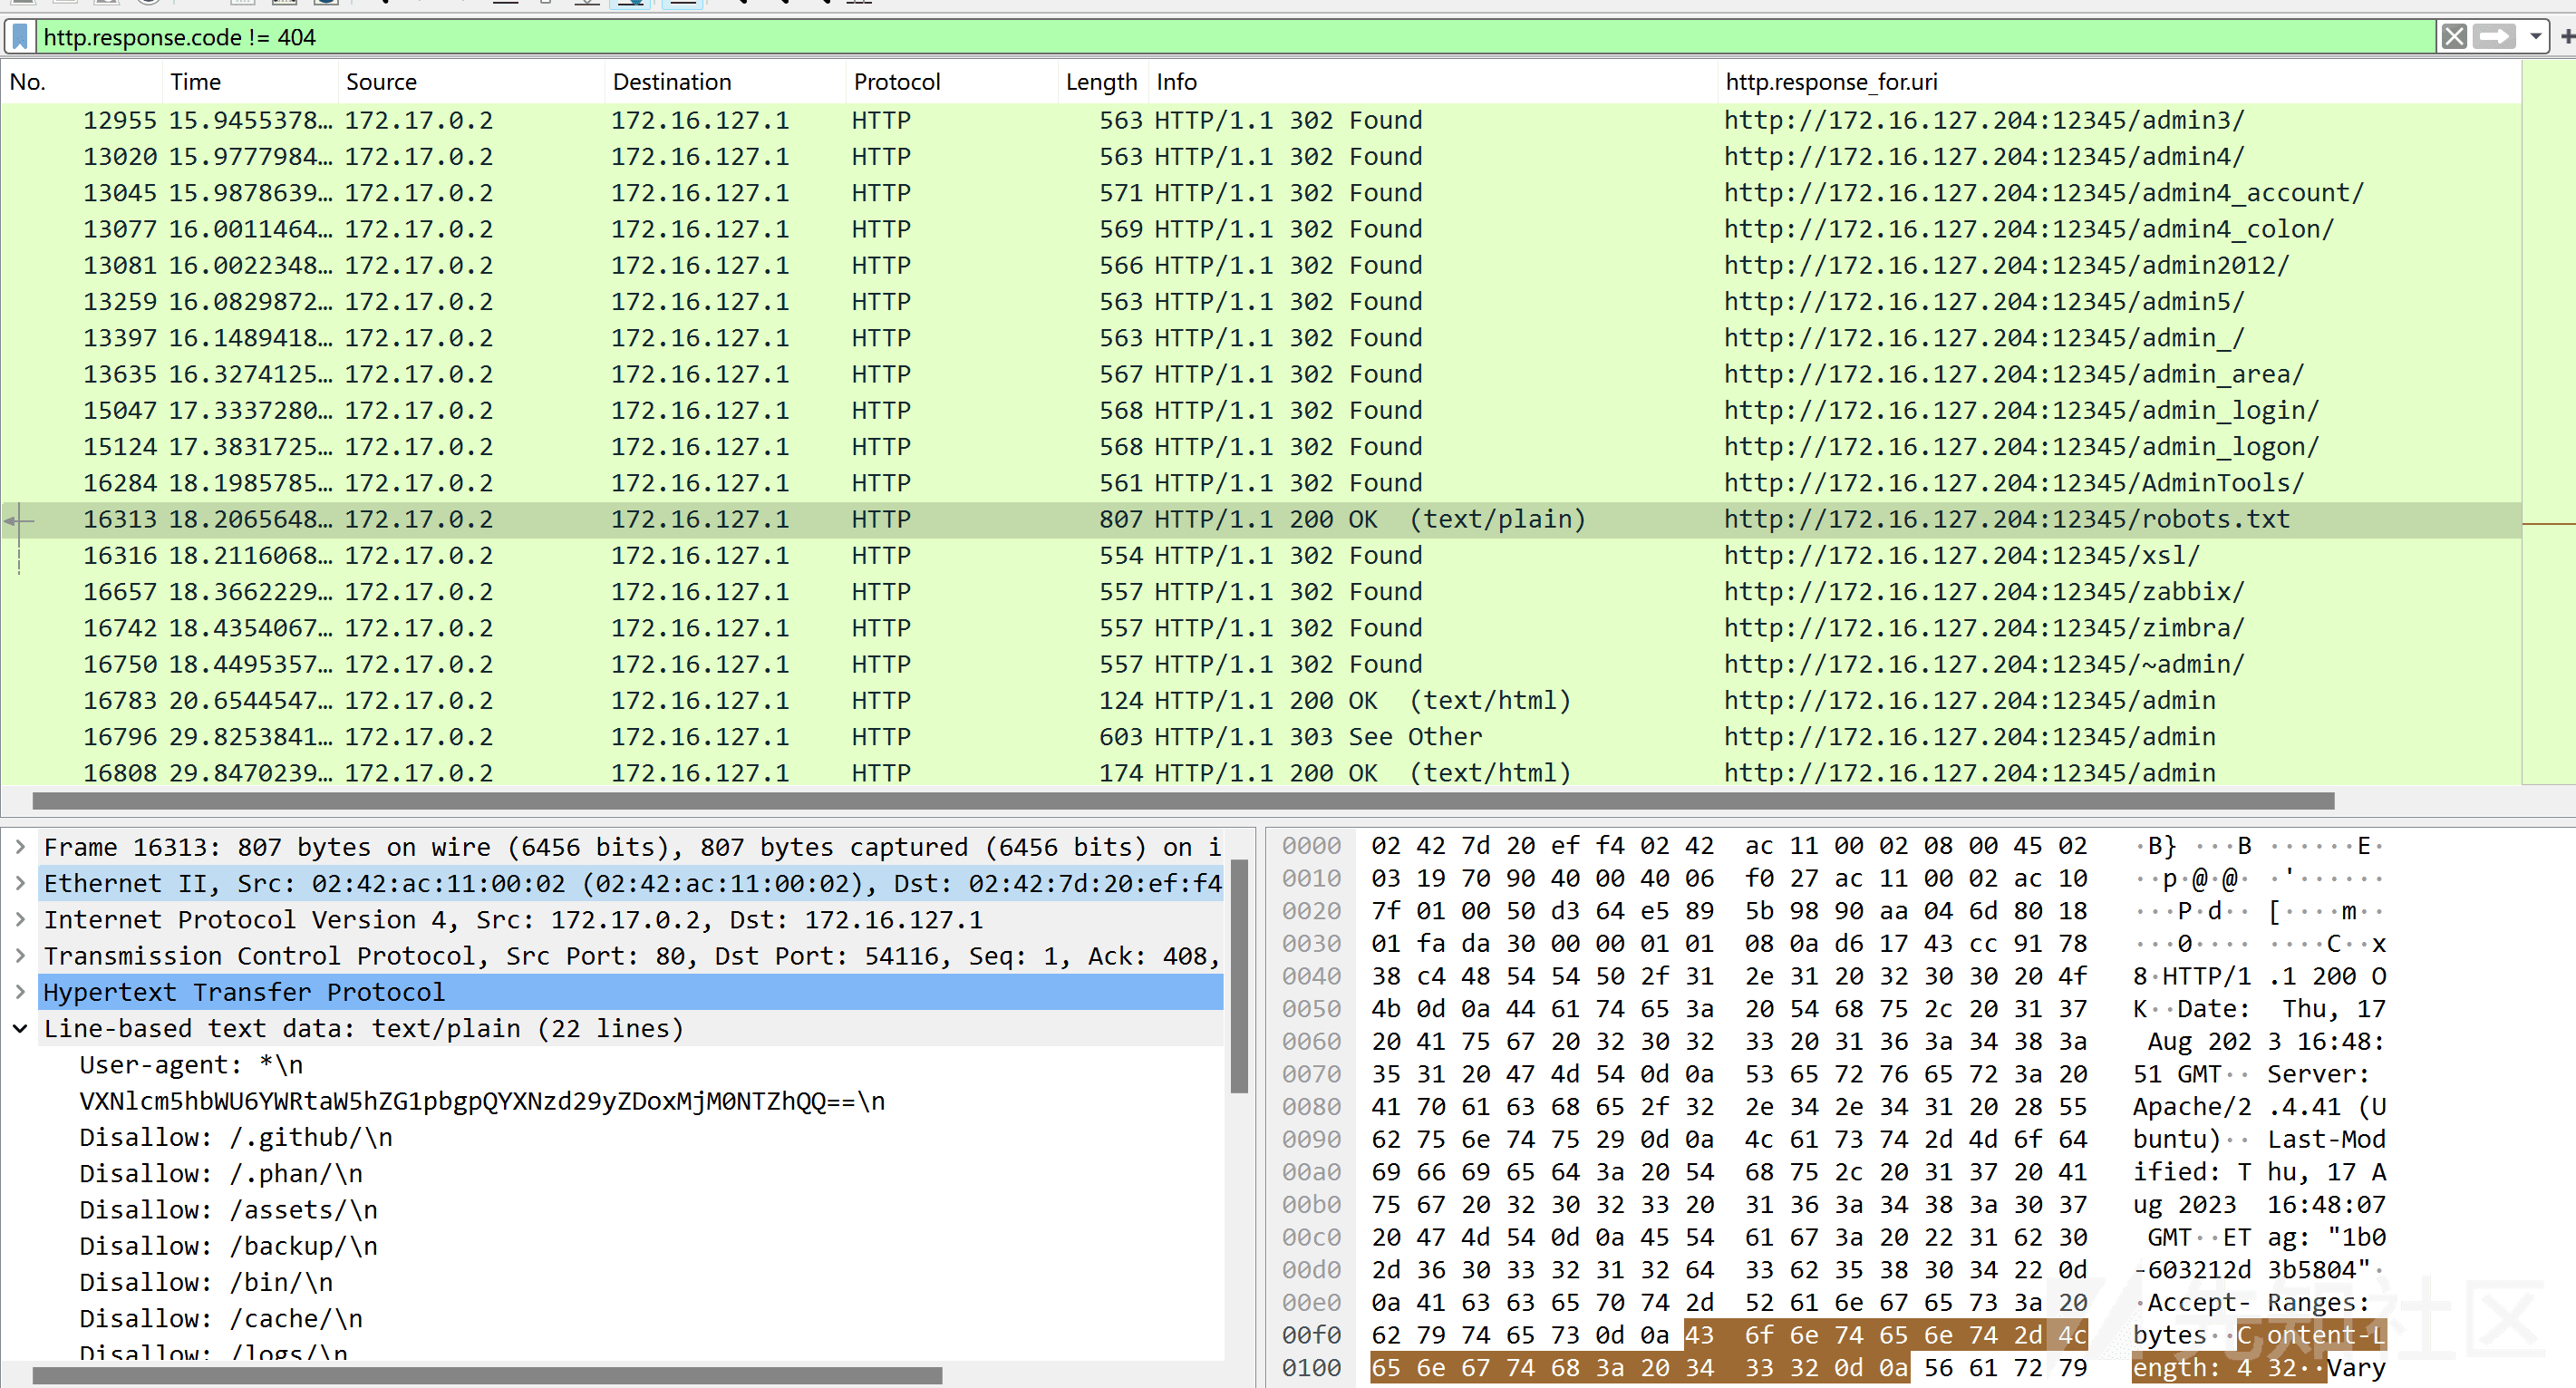 http.response.code != 404
No. Time Source Destination Protocol Length Info http.response_for.uri
12955 15.9455378… 172.17.0.2 172.16.127.1 HTTP 563 HTTP/1.1 302 Found http://172.16.127.204:12345/admin3/
13020 15.9777984… 172.17.0.2 172.16.127.1 HTTP 563 HTTP/1.1 302 Found http://172.16.127.204:12345/admin4/
13045 15.9878639… 172.17.0.2 172.16.127.1 HTTP 571 HTTP/1.1 302 Found http://172.16.127.204:12345/admin4_account/
13077 16.0011464… 172.17.0.2 172.16.127.1 HTTP 569 HTTP/1.1 302 Found http://172.16.127.204:12345/admin4_colon/
13081 16.0022348… 172.17.0.2 172.16.127.1 HTTP 566 HTTP/1.1 302 Found http://172.16.127.204:12345/admin2012/
13259 16.0829872… 172.17.0.2 172.16.127.1 HTTP 563 HTTP/1.1 302 Found http://172.16.127.204:12345/admin5/
13397 16.1489418… 172.17.0.2 172.16.127.1 HTTP 563 HTTP/1.1 302 Found http://172.16.127.204:12345/admin_/
13635 16.3274125… 172.17.0.2 172.16.127.1 HTTP 567 HTTP/1.1 302 Found http://172.16.127.204:12345/admin_area/
15047 17.3337280… 172.17.0.2 172.16.127.1 HTTP 568 HTTP/1.1 302 Found http://172.16.127.204:12345/admin_login/
15124 17.3831725… 172.17.0.2 172.16.127.1 HTTP 568 HTTP/1.1 302 Found http://172.16.127.204:12345/admin_logon/
16284 18.1985785… 172.17.0.2 172.16.127.1 HTTP 561 HTTP/1.1 302 Found http://172.16.127.204:12345/AdminTools/
16313 18.2065648… 172.17.0.2 172.16.127.1 HTTP 807 HTTP/1.1 200 OK (text/plain) http://172.16.127.204:12345/robots.txt
16316 18.2116068… 172.17.0.2 172.16.127.1 HTTP 554 HTTP/1.1 302 Found http://172.16.127.204:12345/xsl/
16657 18.3662229… 172.17.0.2 172.16.127.1 HTTP 557 HTTP/1.1 302 Found http://172.16.127.204:12345/zabbix/
16742 18.4354067… 172.17.0.2 172.16.127.1 HTTP 557 HTTP/1.1 302 Found http://172.16.127.204:12345/zimbra/
16750 18.4495357… 172.17.0.2 172.16.127.1 HTTP 557 HTTP/1.1 302 Found http://172.16.127.204:12345/~admin/
16783 20.6544547… 172.17.0.2 172.16.127.1 HTTP 124 HTTP/1.1 200 OK (text/html) http://172.16.127.204:12345/admin
16796 29.8253841… 172.17.0.2 172.16.127.1 HTTP 603 HTTP/1.1 303 See Other http://172.16.127.204:12345/admin
16808 29.8470239… 172.17.0.2 172.16.127.1 HTTP 174 HTTP/1.1 200 OK (text/html) http://172.16.127.204:12345/admin
Frame 16313: 807 bytes on wire (6456 bits), 807 bytes captured (6456 bits) on i
Ethernet II, Src: 02:42:ac:11:00:02 (02:42:ac:11:00:02), Dst: 02:42:7d:20:ef:f4
Internet Protocol Version 4, Src: 172.17.0.2, Dst: 172.16.127.1
Transmission Control Protocol, Src Port: 80, Dst Port: 54116, Seq: 1, Ack: 408,
Hypertext Transfer Protocol
Line-based text data: text/plain (22 lines)
User-agent: *\n
VXNlcm5hbWU6YWRtaW5hZG1pbgpQYXNzd29yZDoxMjM0NTZhQQ==\n
Disallow: /.github/\n
Disallow: /.phan/\n
Disallow: /assets/\n
Disallow: /backup/\n
Disallow: /bin/\n
Disallow: /cache/\n
Disallow: /logs/\n
0000 02 42 7d 20 ef f4 02 42 ac 11 00 02 08 00 45 02 ·B} ···B ······E·
0010 03 19 70 90 40 00 40 06 f0 27 ac 11 00 02 ac 10 ··p·@·@· ·'······
0020 7f 01 00 50 d3 64 e5 89 5b 98 90 aa 04 6d 80 18 ···P·d·· [····m··
0030 01 fa da 30 00 00 01 01 08 0a d6 17 43 cc 91 78 ···0···· ····C··x
0040 38 c4 48 54 54 50 2f 31 2e 31 20 32 30 30 20 4f 8·HTTP/1 .1 200 O
0050 4b 0d 0a 44 61 74 65 3a 20 54 68 75 2c 20 31 37 K··Date: Thu, 17
0060 20 41 75 67 20 32 30 32 33 20 31 36 3a 34 38 3a Aug 202 3 16:48:
0070 35 31 20 47 4d 54 0d 0a 53 65 72 76 65 72 3a 20 51 GMT·· Server:
0080 41 70 61 63 68 65 2f 32 2e 34 2e 34 31 20 28 55 Apache/2 .4.41 (U
0090 62 75 6e 74 75 29 0d 0a 4c 61 73 74 2d 4d 6f 64 buntu)·· Last-Mod
00a0 69 66 69 65 64 3a 20 54 68 75 2c 20 31 37 20 41 ified: T hu, 17 A
00b0 75 67 20 32 30 32 33 20 31 36 3a 34 38 3a 30 37 ug 2023 16:48:07
00c0 20 47 4d 54 0d 0a 45 54 61 67 3a 20 22 31 62 30 GMT··ET ag: "1b0
00d0 2d 36 30 33 32 31 32 64 33 62 35 38 30 34 22 0d -603212d 3b5804"·
00e0 0a 41 63 63 65 70 74 2d 52 61 6e 67 65 73 3a 20 ·Accept- Ranges:
00f0 62 79 74 65 73 0d 0a 43 6f 6e 74 65 6e 74 2d 4c bytes··C ontent-L
0100 65 6e 67 74 68 3a 20 34 33 32 0d 0a 56 61 72 79 ength: 4 32··Vary
先知社区